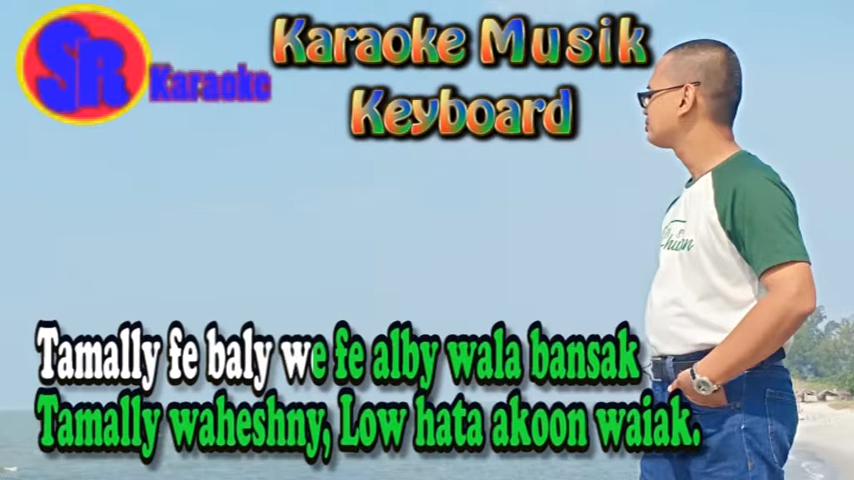 SR Karaoke
Karaoke Musik
Keyboard
Tamally fe baly we fe alby wala bansak
Tamally waheshny, Low hata akoon waiak.